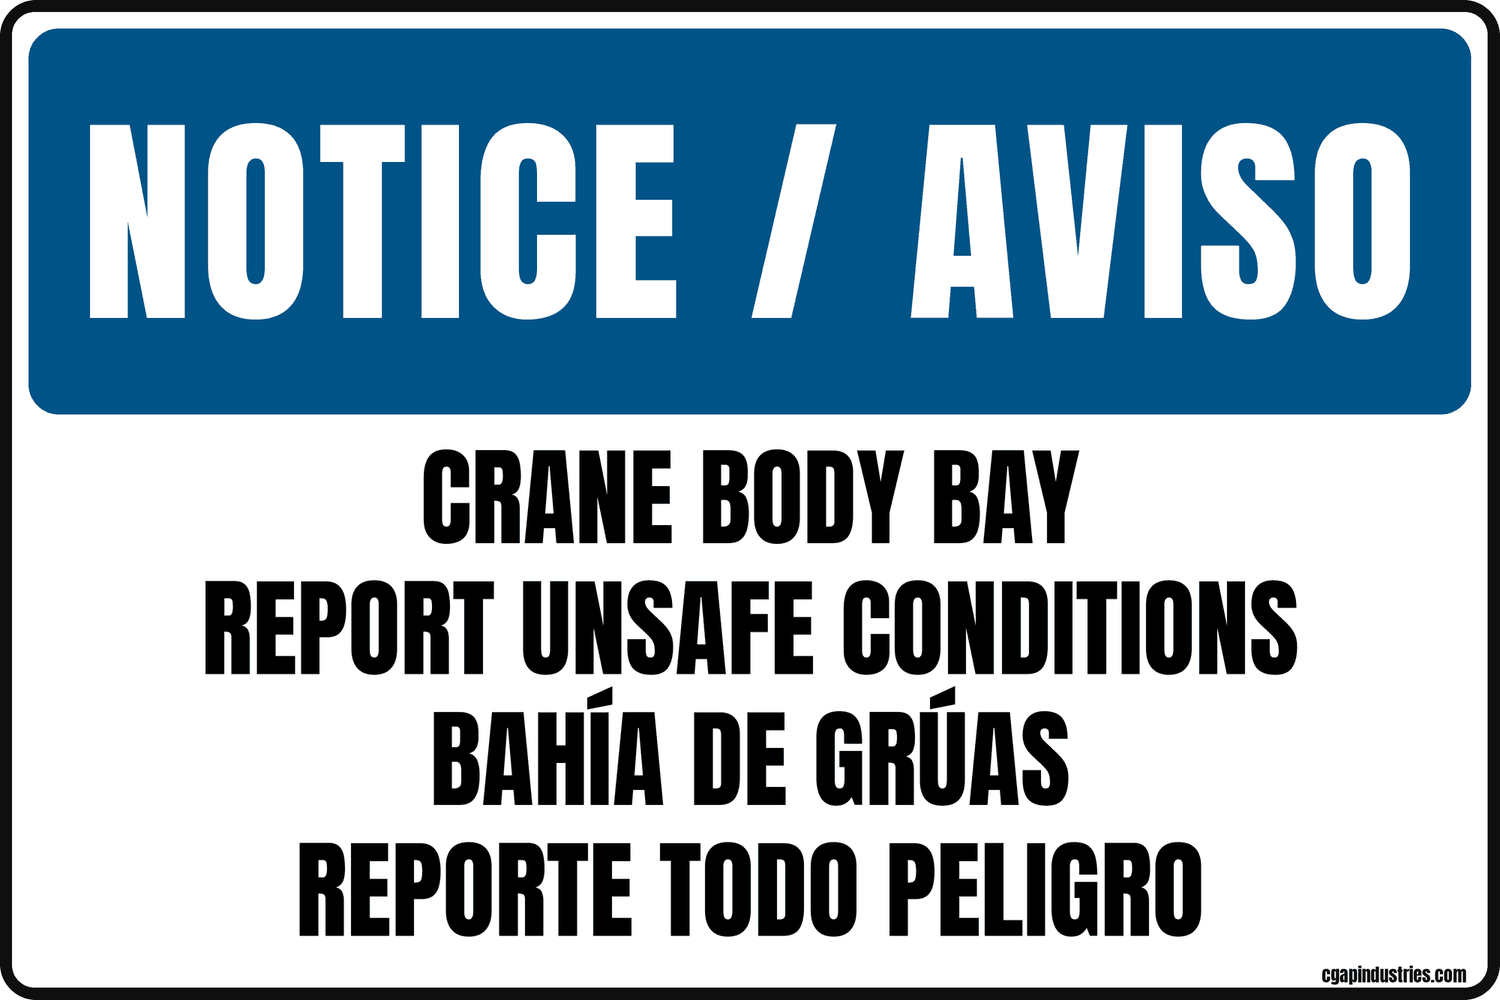 NOTICE / AVISO
CRANE BODY BAY
REPORT UNSAFE CONDITIONS
BAHÍA DE GRÚAS
REPORTE TODO PELIGRO
cgapindustries.com